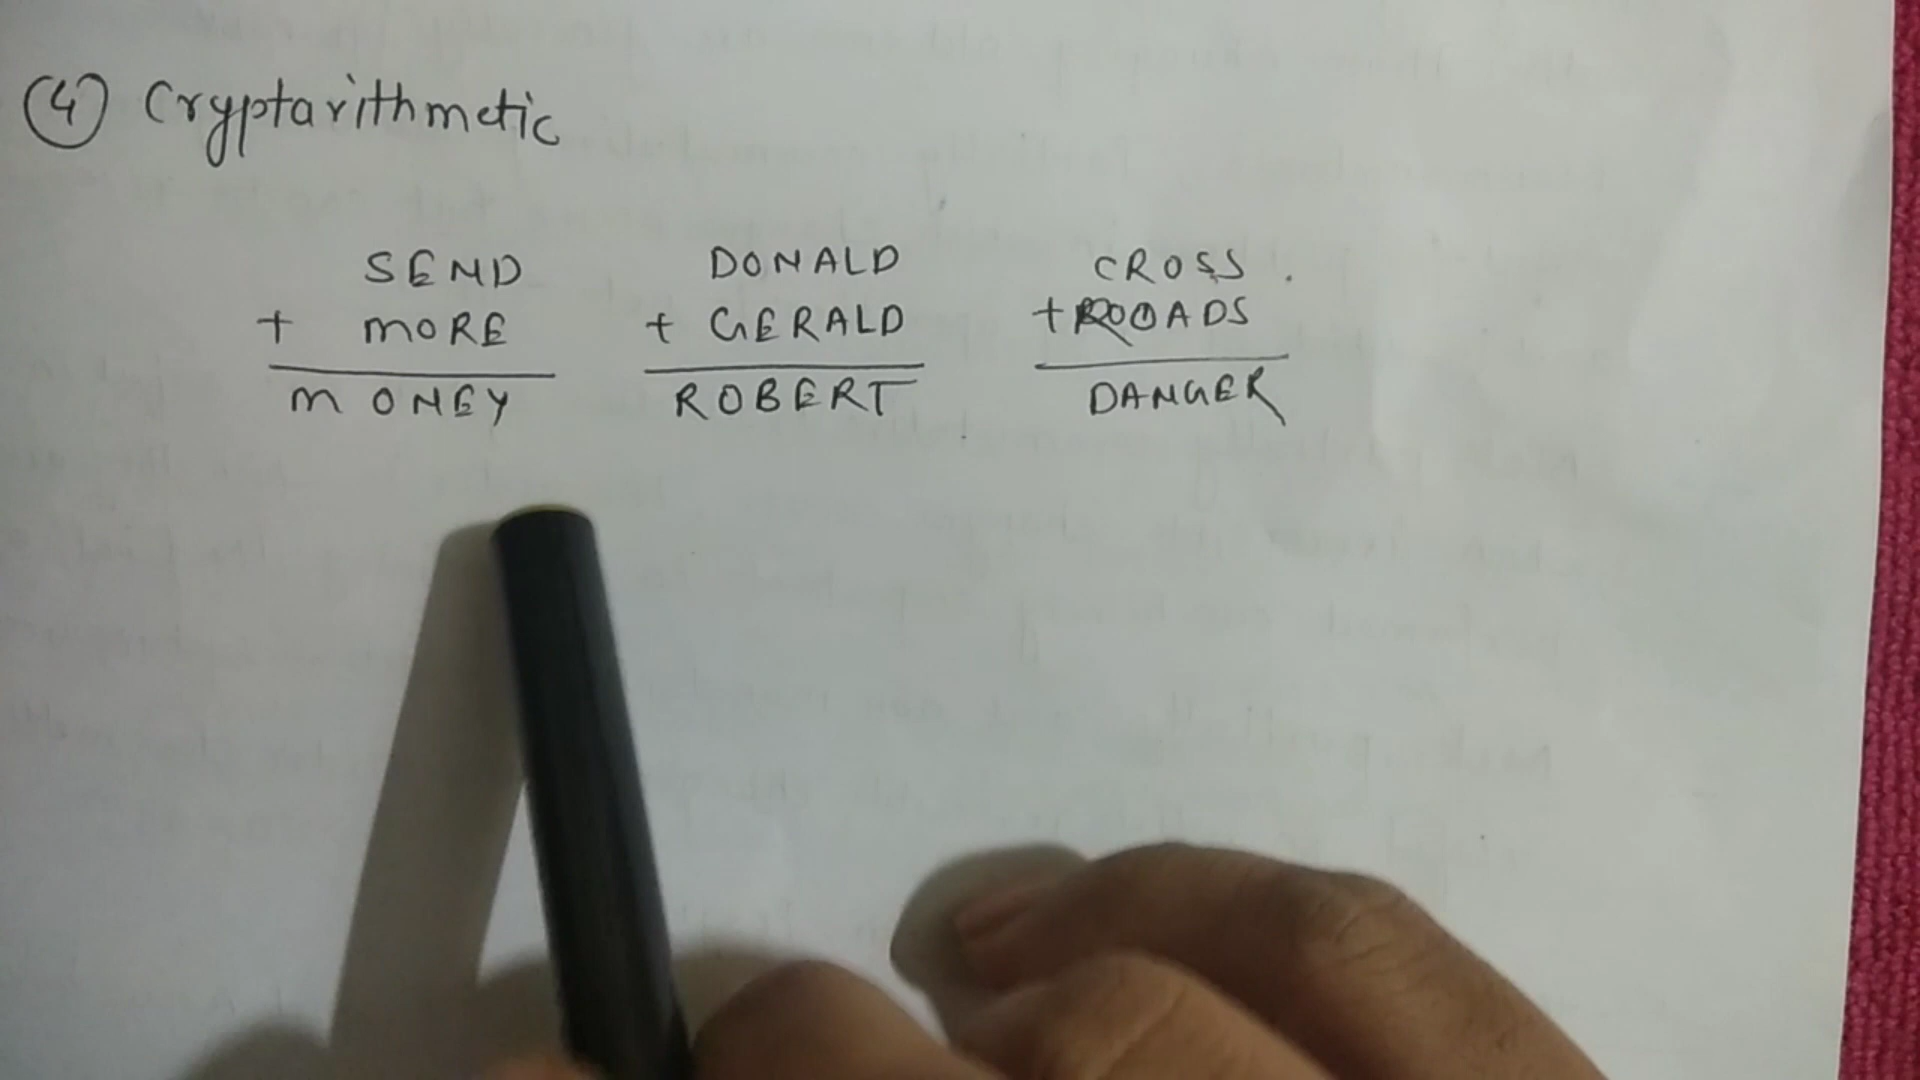 (4) Cryptarithmetic
SEND DONALD CROSS
+ MORE + GERALD + ROADS
MONEY ROBERT DANGER